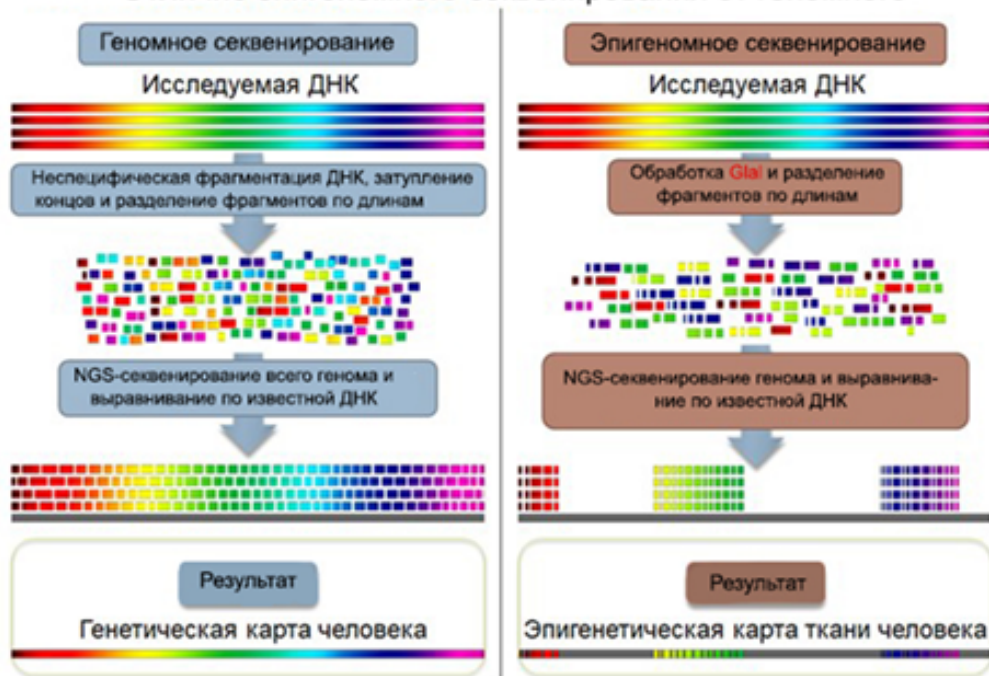 Геномное секвенирование
Исследуемая ДНК
Неспецифическая фрагментация ДНК, затупление
концов и разделение фрагментов по длинам
NGS-секвенирование всего генома и
выравнивание по известной ДНК
Результат
Генетическая карта человека
Эпигеномное секвенирование
Исследуемая ДНК
Обработка GlaI и разделение
фрагментов по длинам
NGS-секвенирование генома и выравнива-
ние по известной ДНК
Результат
Эпигенетическая карта ткани человека